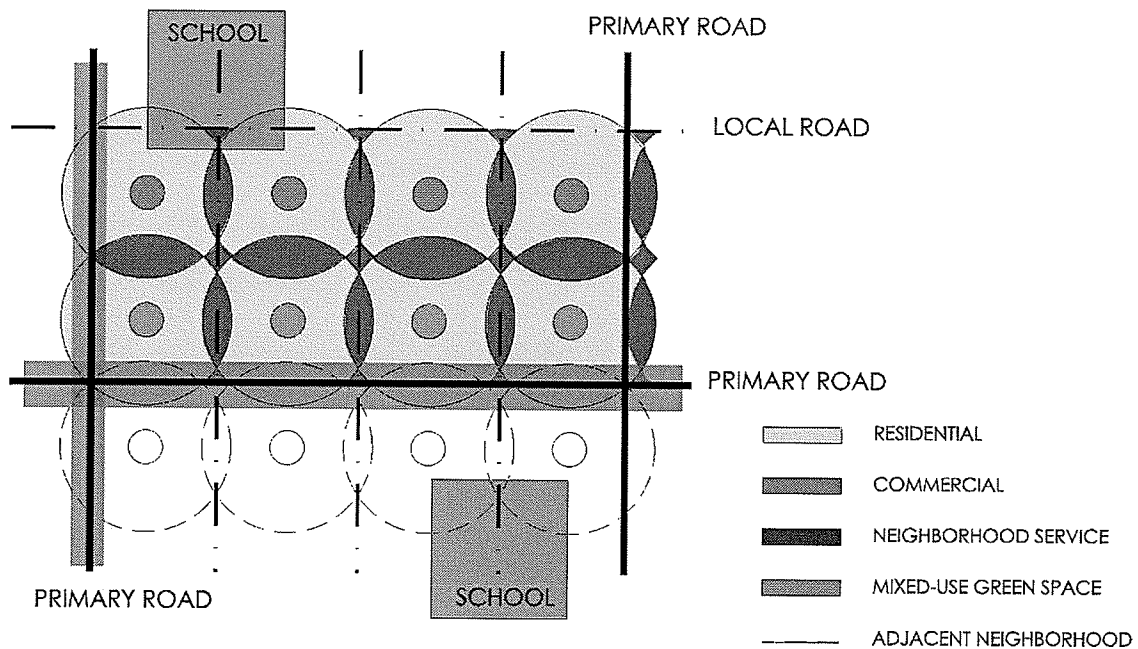 SCHOOL
PRIMARY ROAD
LOCAL ROAD
PRIMARY ROAD
RESIDENTIAL
COMMERCIAL
NEIGHBORHOOD SERVICE
MIXED-USE GREEN SPACE
ADJACENT NEIGHBORHOOD
PRIMARY ROAD
SCHOOL